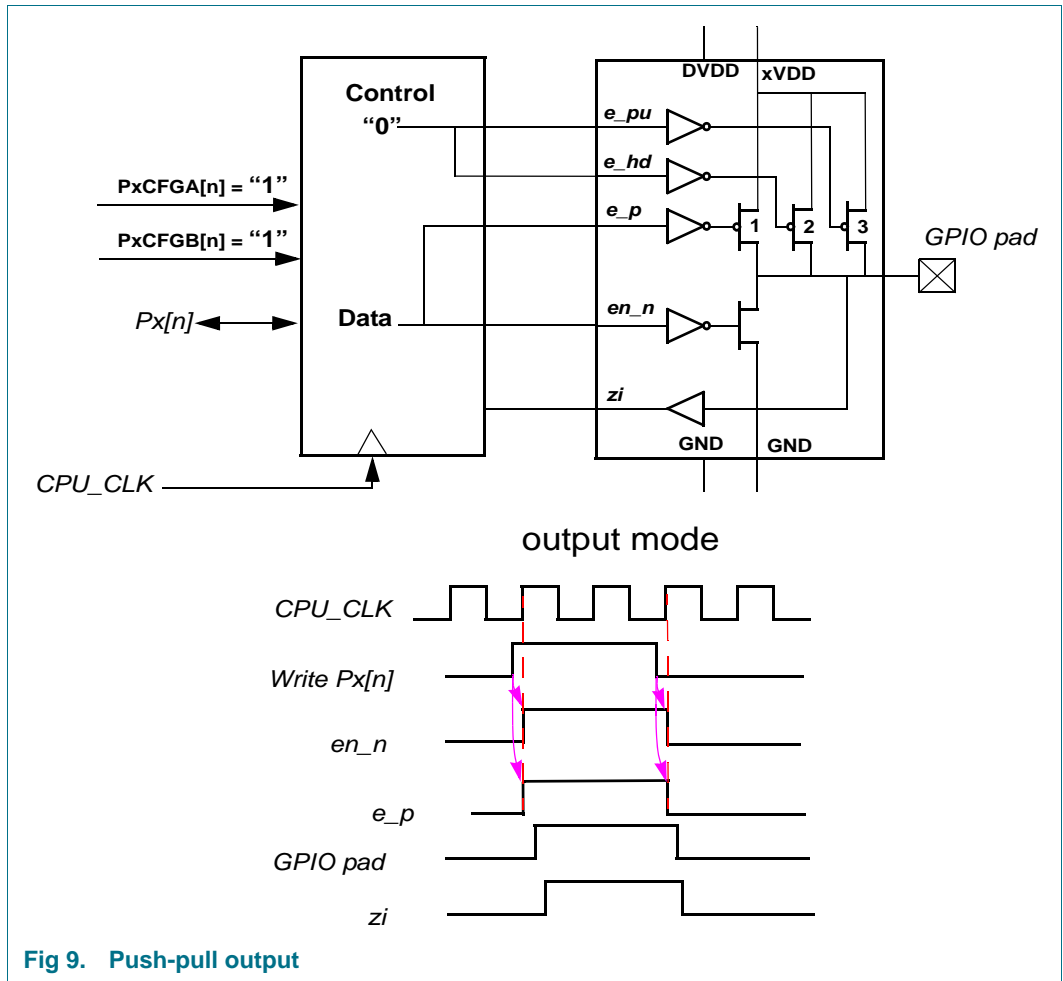 DVDD xVDD
Control
“0”
e_pu
e_hd
PxCFGA[n] = “1”
e_p
PxCFGB[n] = “1”
1 2 3
GPIO pad
Px[n]
Data
en_n
zi
GND GND
CPU_CLK
output mode
CPU_CLK
Write Px[n]
en_n
e_p
GPIO pad
zi
Fig 9. Push-pull output